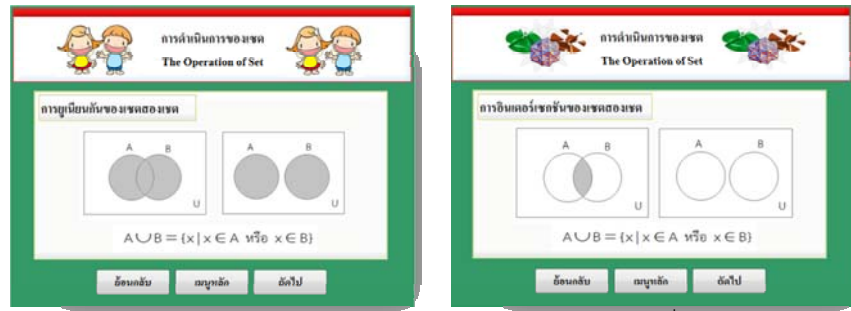 การดำเนินการของเซต
The Operation of Set
การยูเนียนกันของเซตสองเซต
A B
A B
U
U
A∪B = {x | x ∈ A หรือ x ∈ B}
ย้อนกลับ เมนูหลัก ถัดไป
การดำเนินการของเซต
The Operation of Set
การอินเตอร์เซกชันของเซตสองเซต
A B
A B
U
U
A∪B = {x | x ∈ A หรือ x ∈ B}
ย้อนกลับ เมนูหลัก ถัดไป